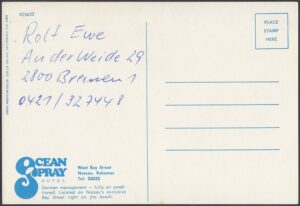 R25623
PLACE
STAMP
HERE
Rolf Ewe
An der Weide 29
2800 Bremen 1
0421/327448
OCEAN
SPRAY
HOTEL
West Bay Street
Nassau, Bahamas
Tel: 28032
German management — fully air condi-
tioned. Located on Nassau's exclusive
Bay Street right on the beach.